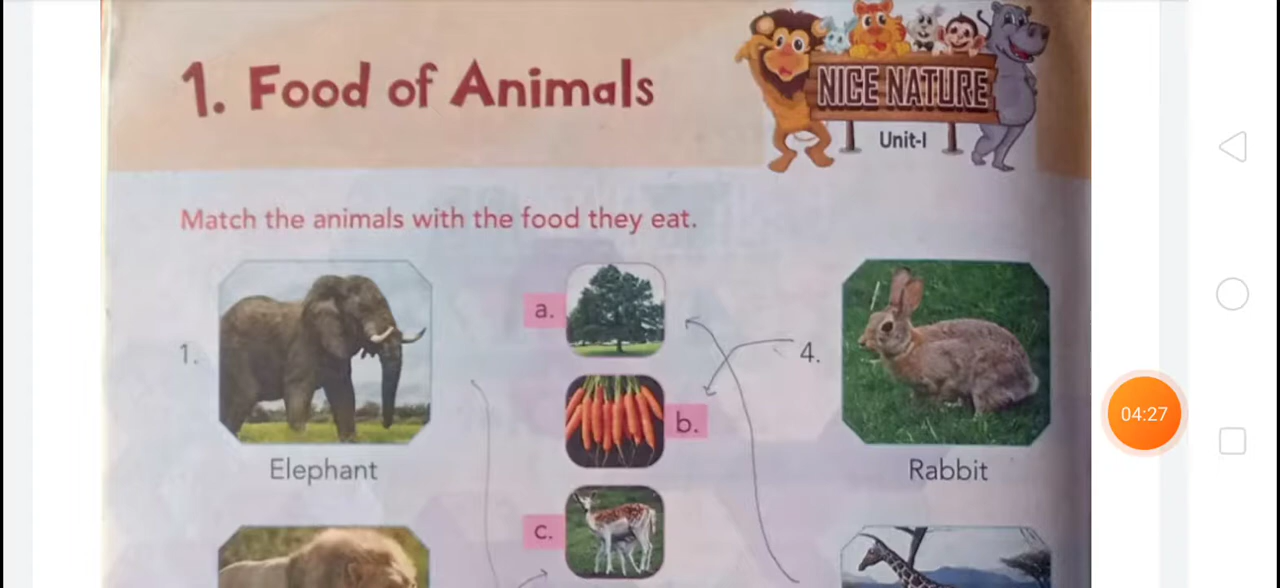 1. Food of Animals
NICE NATURE
Unit-I
Match the animals with the food they eat.
a.
1.
4.
b.
Elephant
Rabbit
c.
04:27